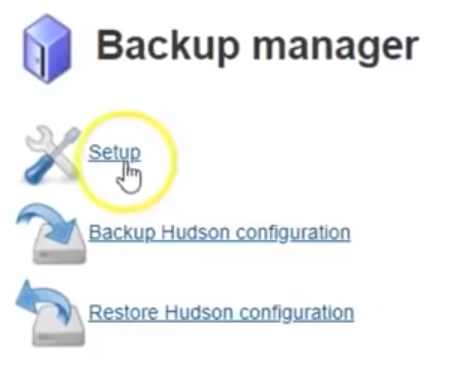 Backup manager
Setup
Backup Hudson configuration
Restore Hudson configuration